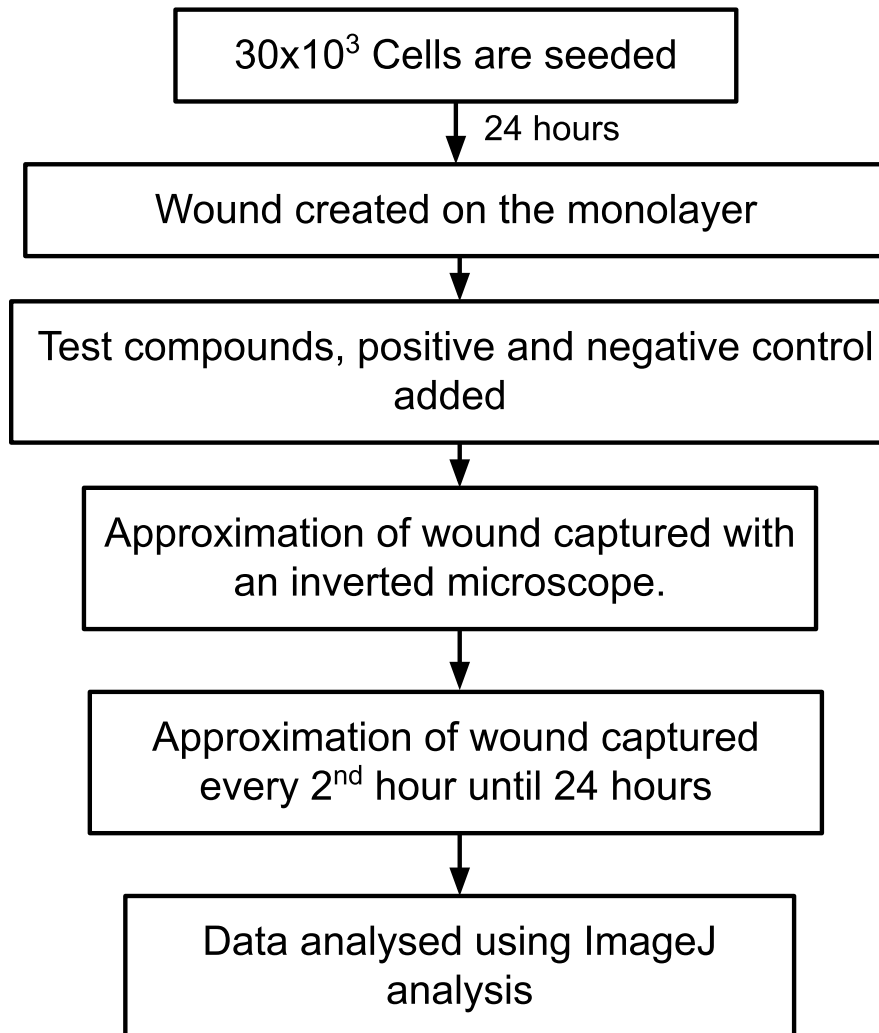 30x10³ Cells are seeded
24 hours
Wound created on the monolayer
Test compounds, positive and negative control
added
Approximation of wound captured with
an inverted microscope.
Approximation of wound captured
every 2ⁿᵈ hour until 24 hours
Data analysed using ImageJ
analysis